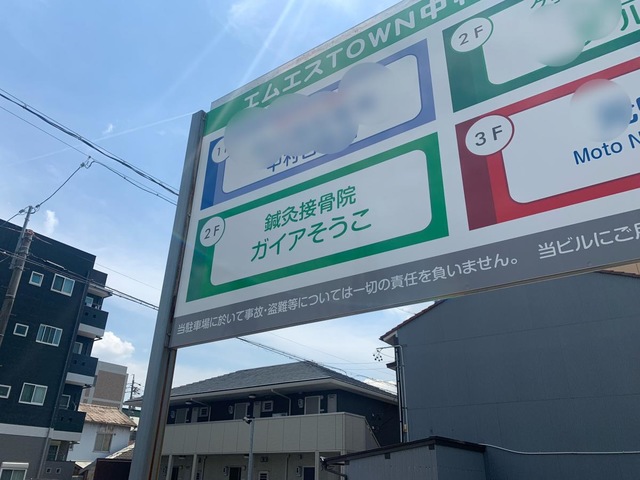 エムエスTOWN中村
2F
2F
鍼灸接骨院
ガイアそうこ
3F
Moto
当駐車場に於いて事故・盗難等については一切の責任を負いません。 当ビルにご